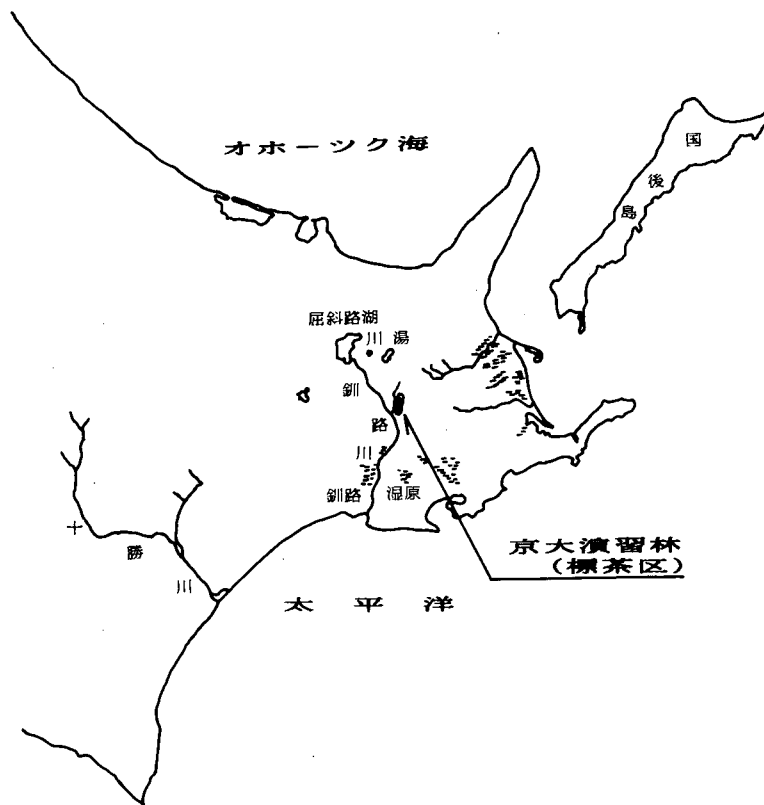 オホーツク海
国後島
屈斜路湖
川湯
釧路川
釧路
湿原
十勝川
京大演習林
(標茶区)
太平洋